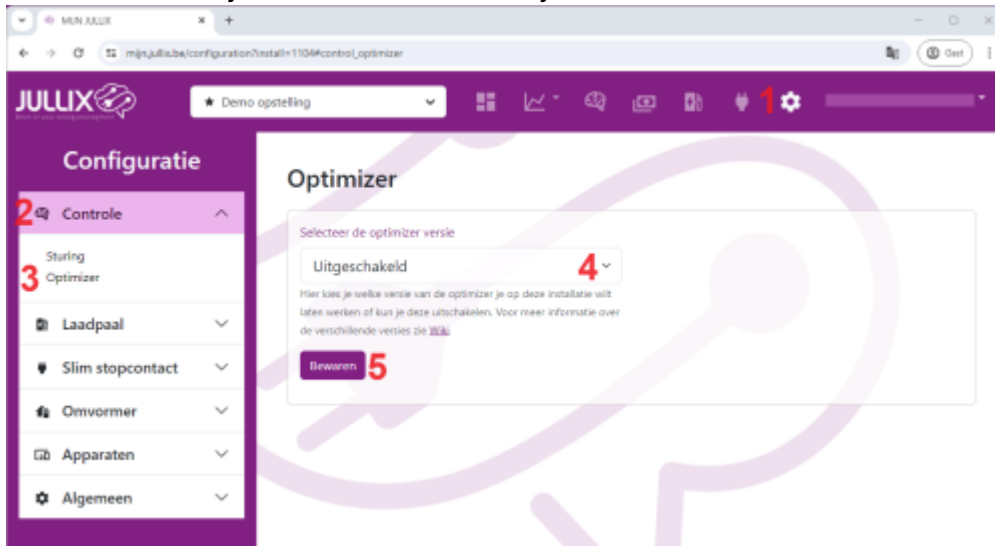 MIJN JULLIX
mijn.jullix.be/configuration?install=1104#control_optimizer
Gert
JULLIX
★ Demo opstelling
1
Configuratie
2 Controle
Sturing
3 Optimizer
Laadpaal
Slim stopcontact
Omvormer
Apparaten
Algemeen
Optimizer
Selecteer de optimizer versie
Uitgeschakeld 4
Hier kies je welke versie van de optimizer je op deze installatie wilt
laten werken of kun je deze uitschakelen. Voor meer informatie over
de verschillende versies zie Wiki
Bewaren 5